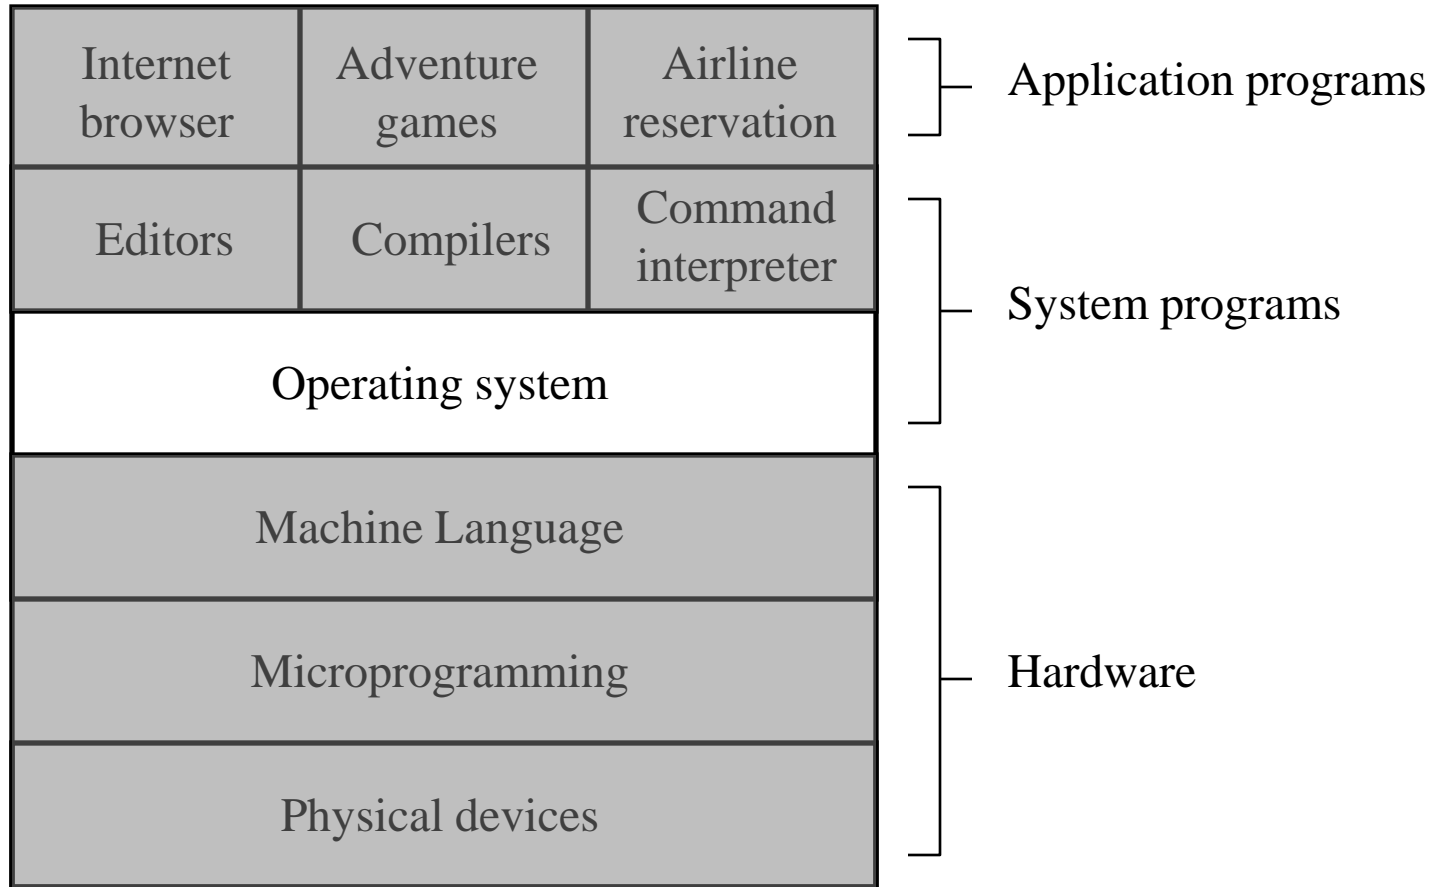 Internet
browser
Adventure
games
Airline
reservation
Application programs
Editors
Compilers
Command
interpreter
System programs
Operating system
Machine Language
Microprogramming
Hardware
Physical devices